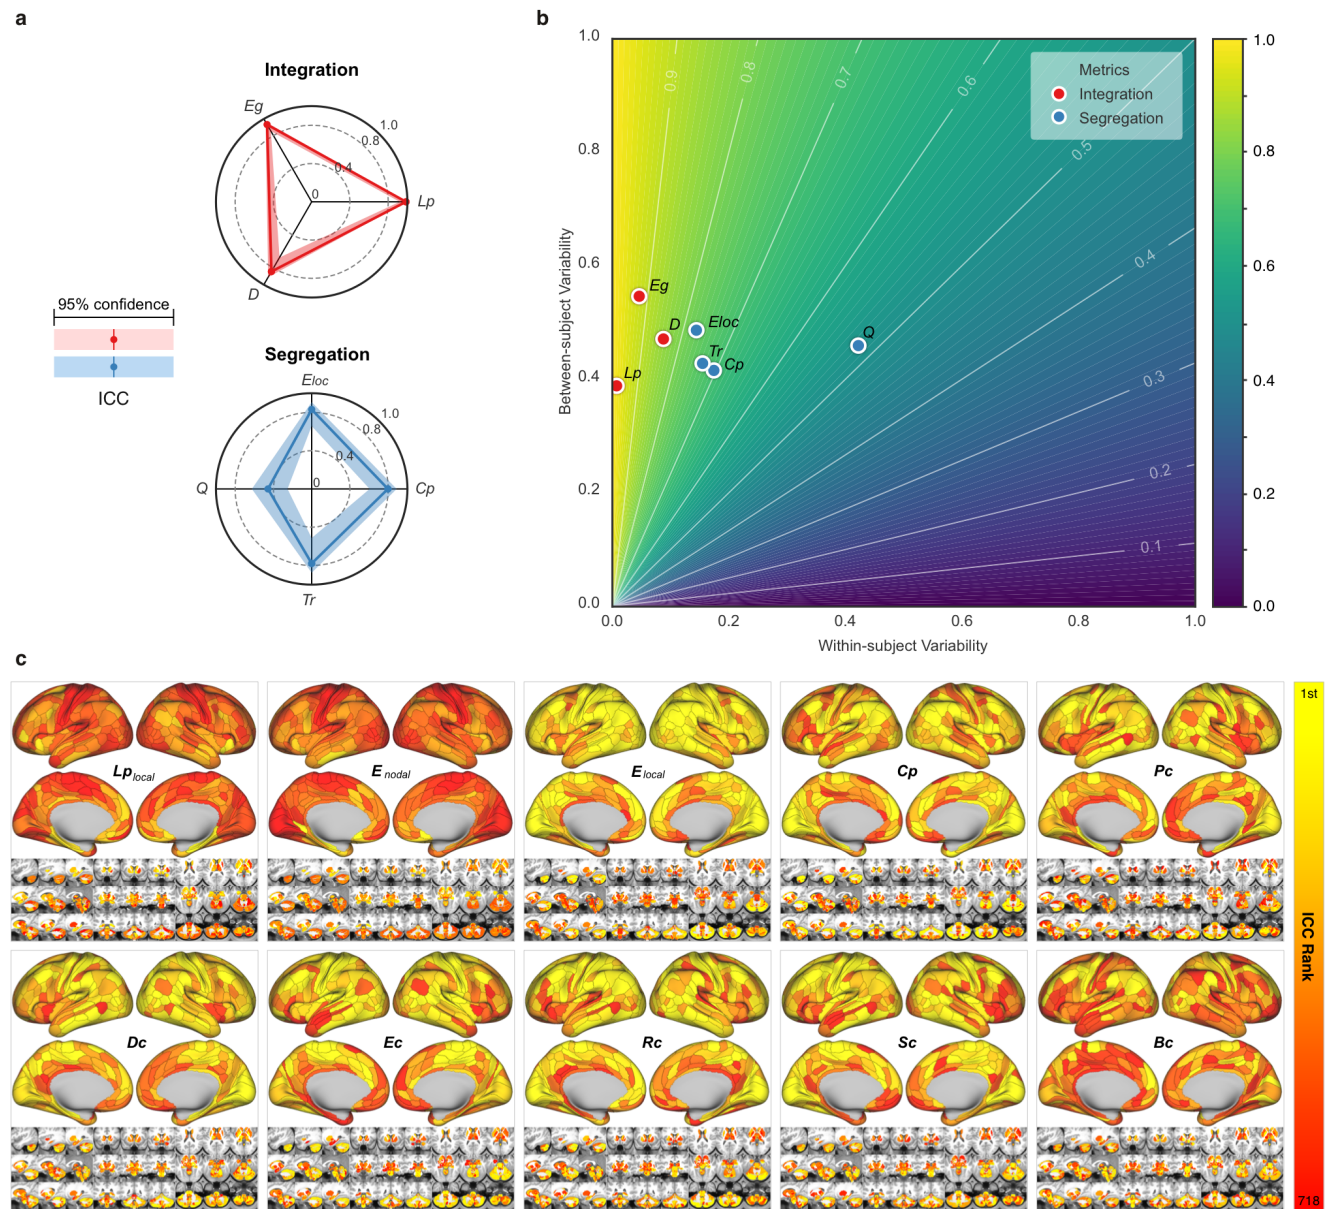 a
Integration
Eg
1.0
0.8
0.4
0
Lp
D
95% confidence
ICC
Segregation
Eloc
1.0
0.8
0.4
0
Q
Cp
Tr
b
1.0
0.8
0.6
0.4
0.2
0.0
Between-subject Variability
0.0
0.2
0.4
0.6
0.8
1.0
Within-subject Variability
0.9
0.8
0.7
0.6
0.5
0.4
0.3
0.2
0.1
Metrics
Integration
Segregation
Eg
D
Eloc
Tr
Cp
Lp
Q
1.0
0.8
0.6
0.4
0.2
0.0
c
Lp local
E nodal
E local
Cp
Pc
Dc
Ec
Rc
Sc
Bc
1st
ICC Rank
718